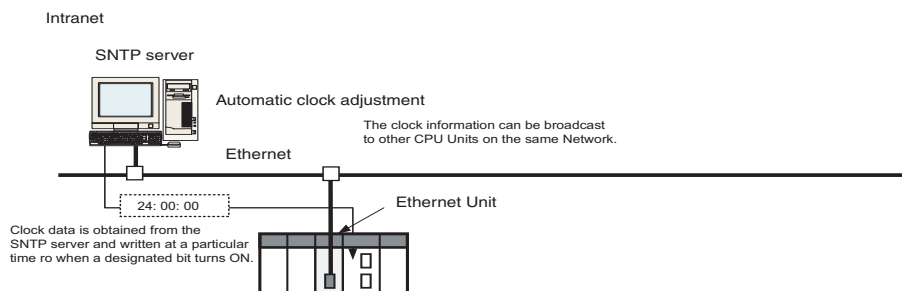 Intranet
SNTP server
Automatic clock adjustment
The clock information can be broadcast
to other CPU Units on the same Network.
Ethernet
24: 00: 00
Ethernet Unit
Clock data is obtained from the
SNTP server and written at a particular
time ro when a designated bit turns ON.